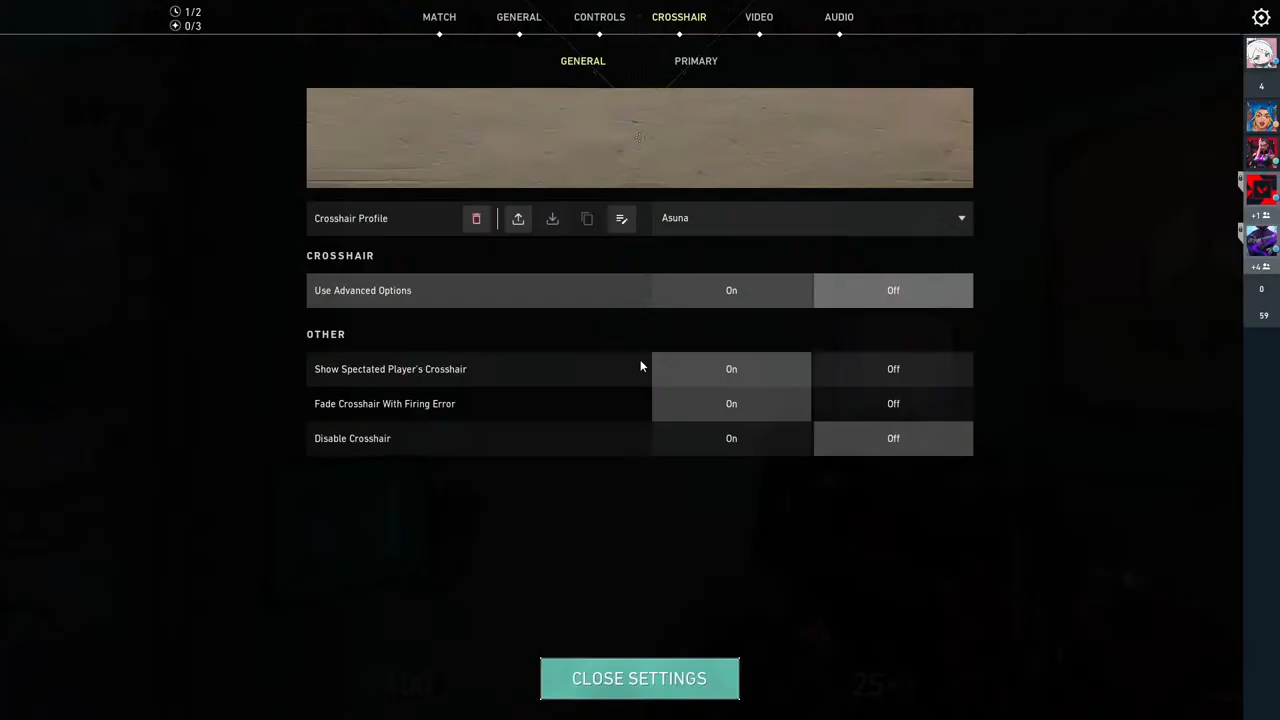 1/2
0/3
MATCH GENERAL CONTROLS CROSSHAIR VIDEO AUDIO
GENERAL PRIMARY
4
Crosshair Profile Asuna
+1
CROSSHAIR
+4
Use Advanced Options On Off
0
59
OTHER
Show Spectated Player's Crosshair On Off
Fade Crosshair With Firing Error On Off
Disable Crosshair On Off
CLOSE SETTINGS
100 25